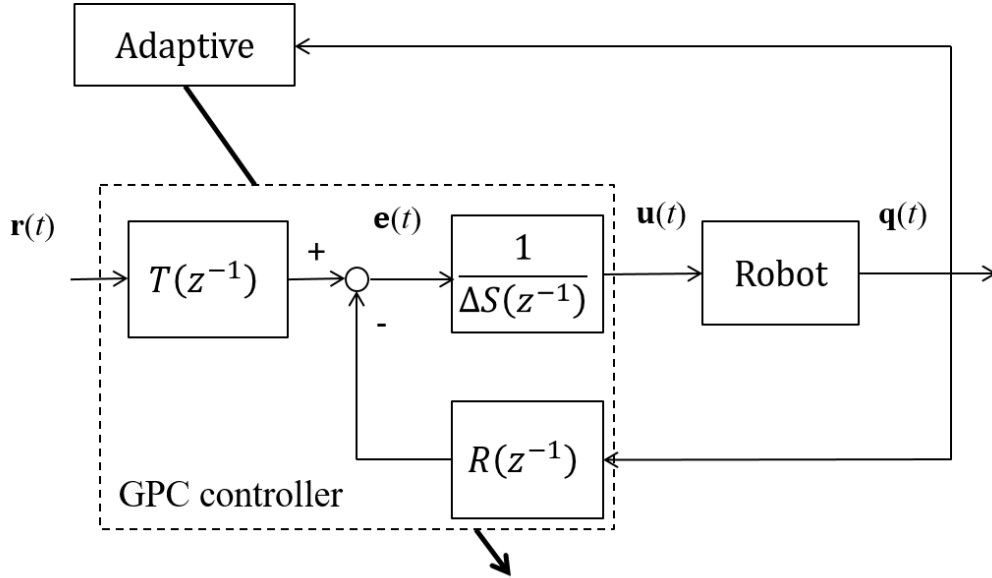 Adaptive
r(t)
T(z⁻¹)
+
-
e(t)
1
ΔS(z⁻¹)
u(t)
Robot
q(t)
R(z⁻¹)
GPC controller